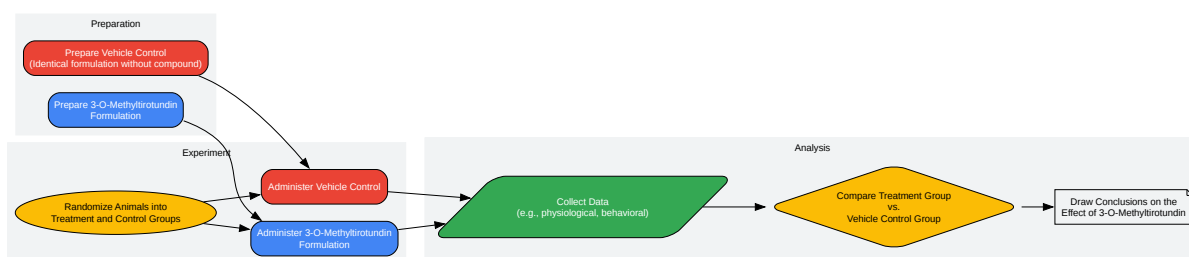 Preparation
Prepare Vehicle Control
(Identical formulation without compound)
Prepare 3-O-Methyltirotundin
Formulation
Experiment
Randomize Animals into
Treatment and Control Groups
Administer Vehicle Control
Administer 3-O-Methyltirotundin
Formulation
Analysis
Collect Data
(e.g., physiological, behavioral)
Compare Treatment Group
vs.
Vehicle Control Group
Draw Conclusions on the
Effect of 3-O-Methyltirotundin